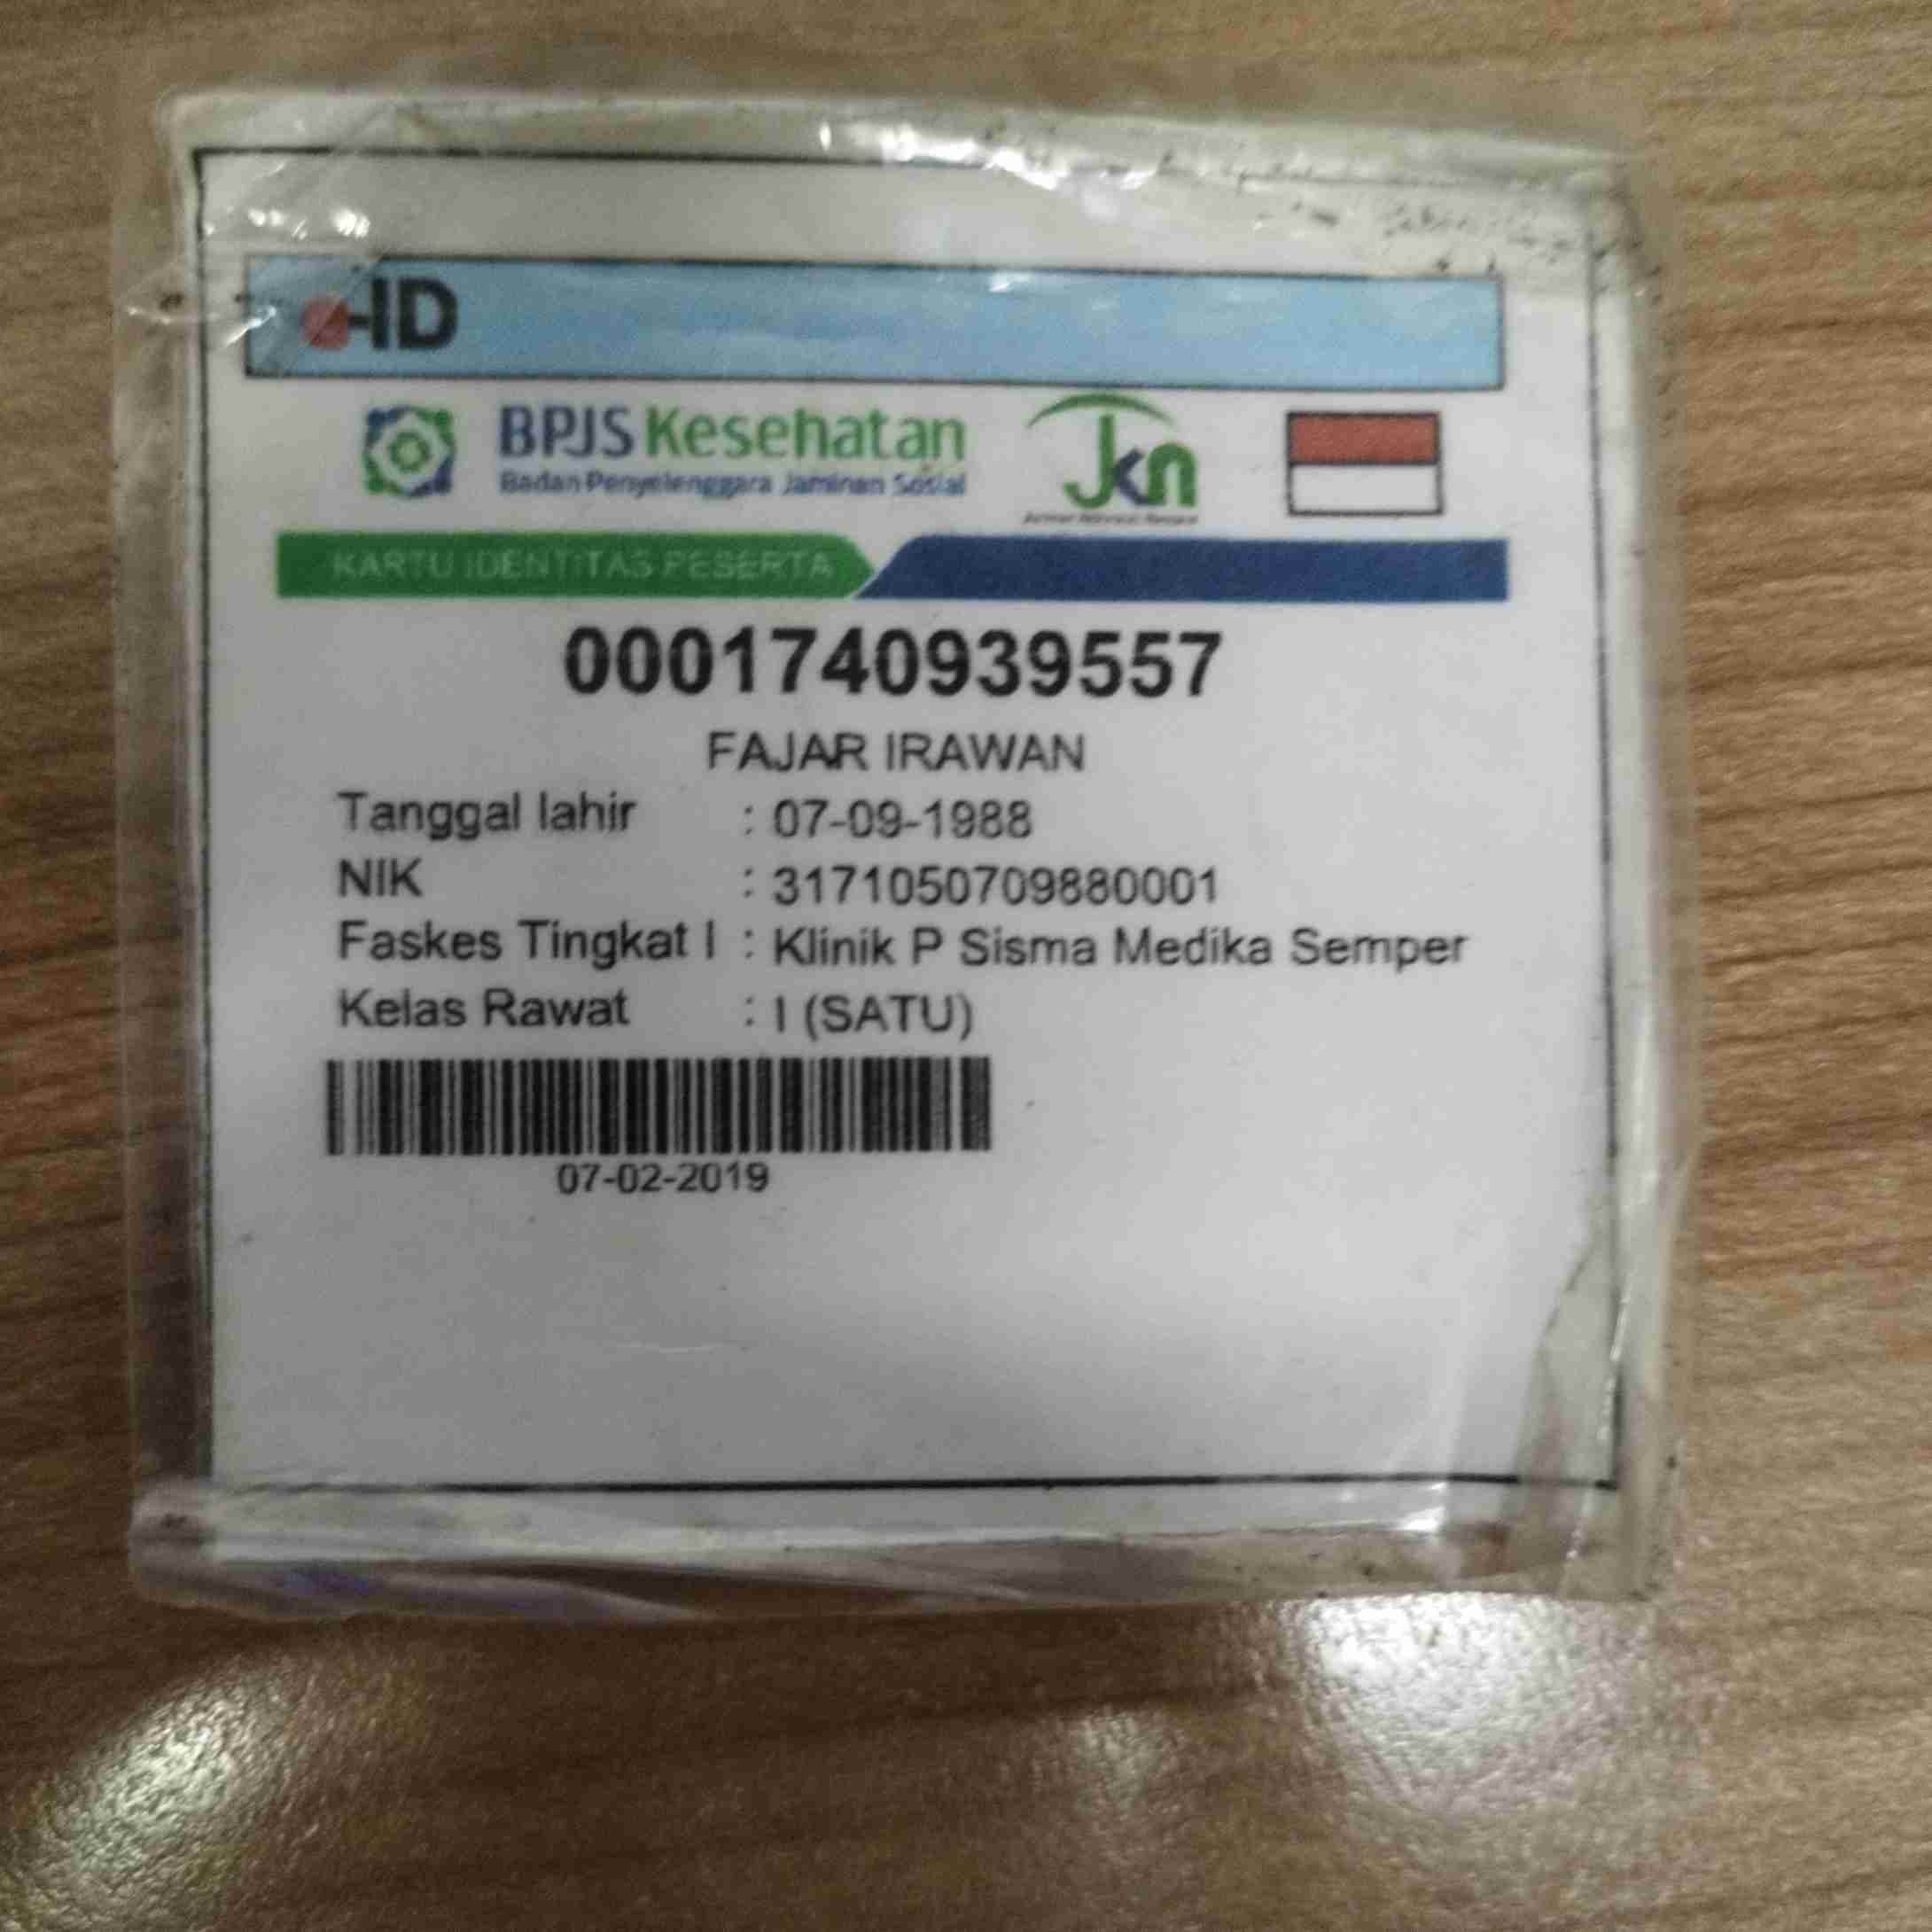 e-ID
BPJS Kesehatan
Badan Penyelenggara Jaminan Sosial
JKN
KARTU IDENTITAS PESERTA
0001740939557
FAJAR IRAWAN
Tanggal lahir : 07-09-1988
NIK : 3171050709880001
Faskes Tingkat I : Klinik P Sisma Medika Semper
Kelas Rawat : I (SATU)
07-02-2019